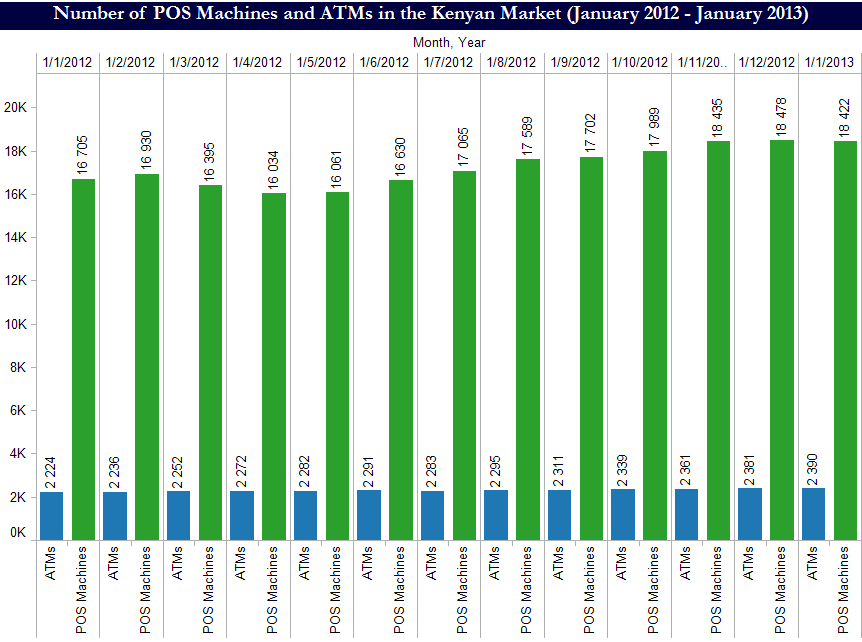 Number of POS Machines and ATMs in the Kenyan Market (January 2012 - January 2013)
Month, Year
1/1/2012 1/2/2012 1/3/2012 1/4/2012 1/5/2012 1/6/2012 1/7/2012 1/8/2012 1/9/2012 1/10/2012 1/11/20.. 1/12/2012 1/1/2013
20K
18K
16K
14K
12K
10K
8K
6K
4K
2K
0K
2 224 16 705 2 236 16 930 2 252 16 395 2 272 16 034 2 282 16 061 2 291 16 630 2 283 17 065 2 295 17 589 2 311 17 702 2 339 17 989 2 361 18 435 2 381 18 478 2 390 18 422
ATMs POS Machines ATMs POS Machines ATMs POS Machines ATMs POS Machines ATMs POS Machines ATMs POS Machines ATMs POS Machines ATMs POS Machines ATMs POS Machines ATMs POS Machines ATMs POS Machines ATMs POS Machines ATMs POS Machines